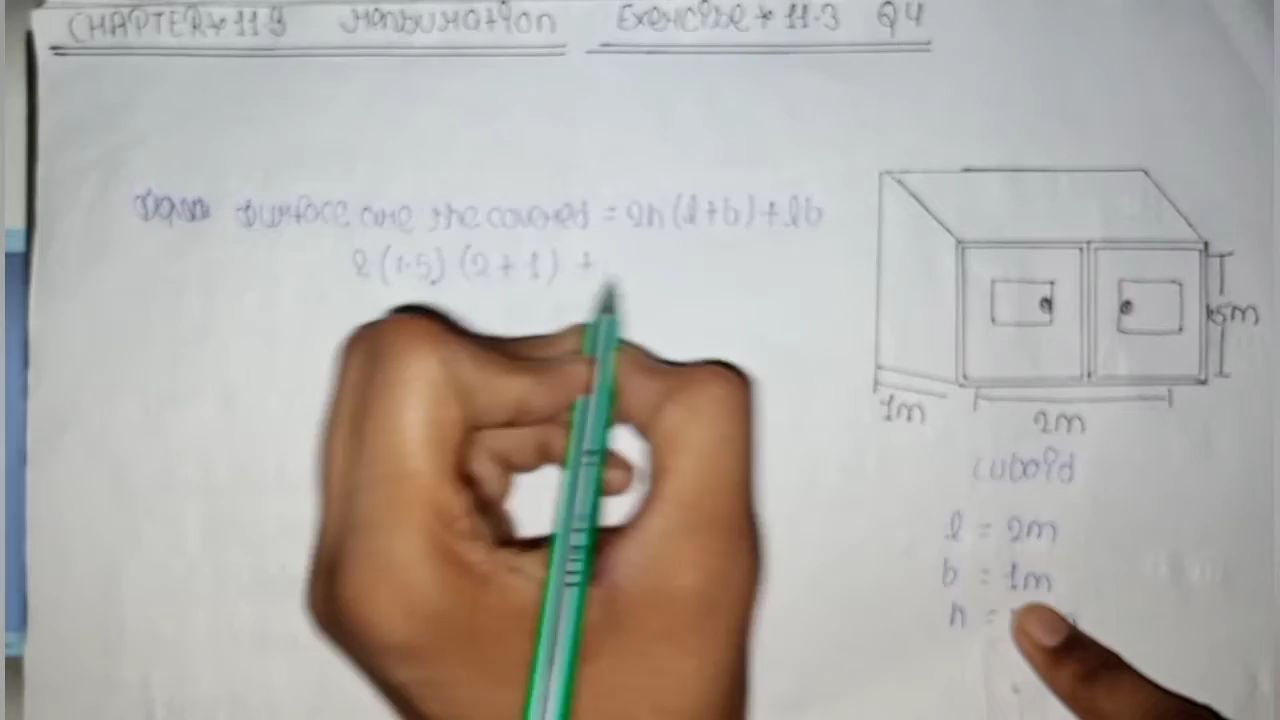 CHAPTER → 11.3 Mensuration Exercise → 11.3 Q4
Surface are the covered = 2h(l+b)+lb
2(1.5) (2+1) +
5m
1m
2m
cuboid
l = 2m
b = 1m
h =